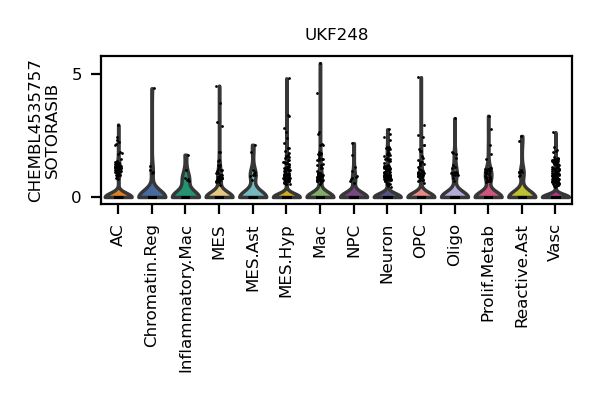 UKF248
CHEMBL4535757
SOTORASIB
5
0
AC
Chromatin.Reg
Inflammatory.Mac
MES
MES.Ast
MES.Hyp
Mac
NPC
Neuron
OPC
Oligo
Prolif.Metab
Reactive.Ast
Vasc